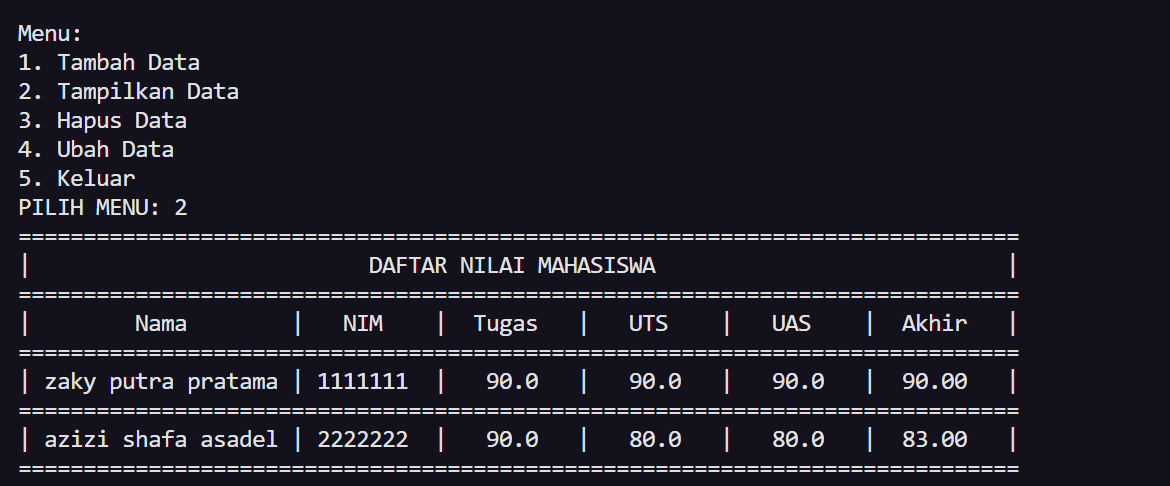 Menu:
1. Tambah Data
2. Tampilkan Data
3. Hapus Data
4. Ubah Data
5. Keluar
PILIH MENU: 2
=============================================================================
|                          DAFTAR NILAI MAHASISWA                           |
=============================================================================
|        Nama        |   NIM    |  Tugas   |   UTS    |   UAS    |  Akhir   |
=============================================================================
| zaky putra pratama | 1111111  |   90.0   |   90.0   |   90.0   |  90.00   |
=============================================================================
| azizi shafa asadel | 2222222  |   90.0   |   80.0   |   80.0   |  83.00   |
=============================================================================